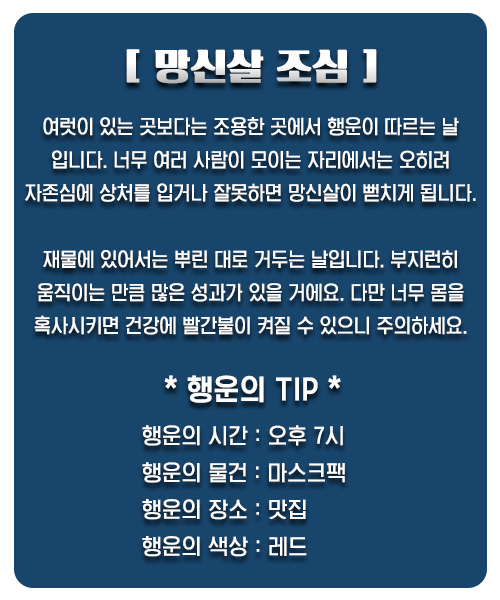 [ 망신살 조심 ]
여럿이 있는 곳보다는 조용한 곳에서 행운이 따르는 날
입니다. 너무 여러 사람이 모이는 자리에서는 오히려
자존심에 상처를 입거나 잘못하면 망신살이 뻗치게 됩니다.
재물에 있어서는 뿌린 대로 거두는 날입니다. 부지런히
움직이는 만큼 많은 성과가 있을 거에요. 다만 너무 몸을
혹사시키면 건강에 빨간불이 켜질 수 있으니 주의하세요.
* 행운의 TIP *
행운의 시간 : 오후 7시
행운의 물건 : 마스크팩
행운의 장소 : 맛집
행운의 색상 : 레드